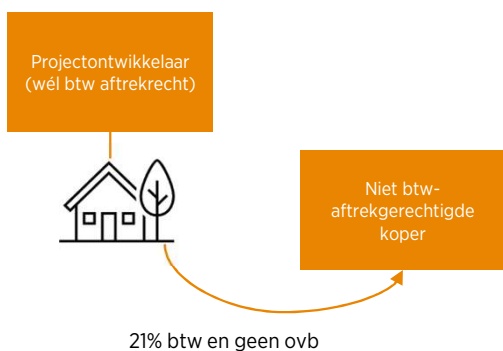 Projectontwikkelaar
(wél btw aftrekrecht)
Niet btw-
aftrekgerechtigde
koper
21% btw en geen ovb